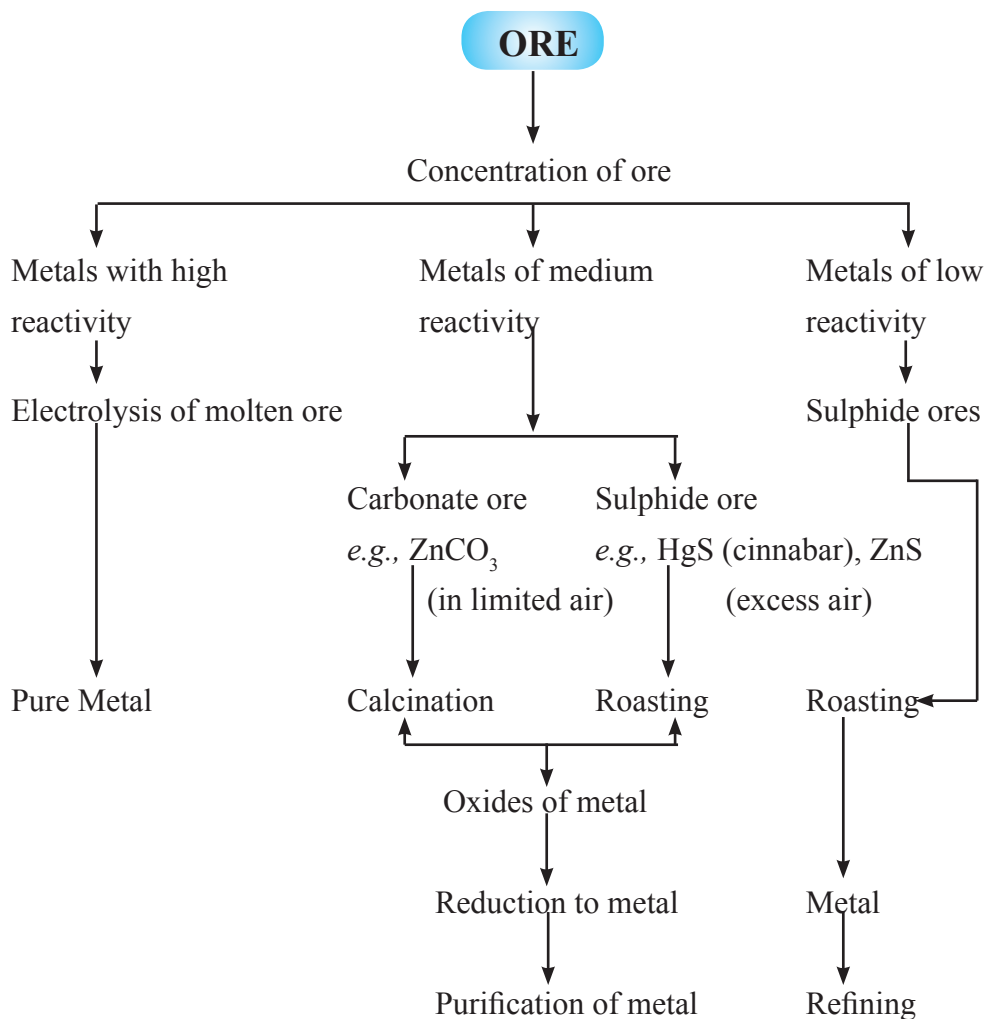 ORE
Concentration of ore
Metals with high
reactivity
Metals of medium
reactivity
Metals of low
reactivity
Electrolysis of molten ore
Sulphide ores
Carbonate ore
e.g., ZnCO₃
(in limited air)
Sulphide ore
e.g., HgS (cinnabar), ZnS
(excess air)
Pure Metal
Calcination
Roasting
Roasting
Oxides of metal
Reduction to metal
Metal
Purification of metal
Refining